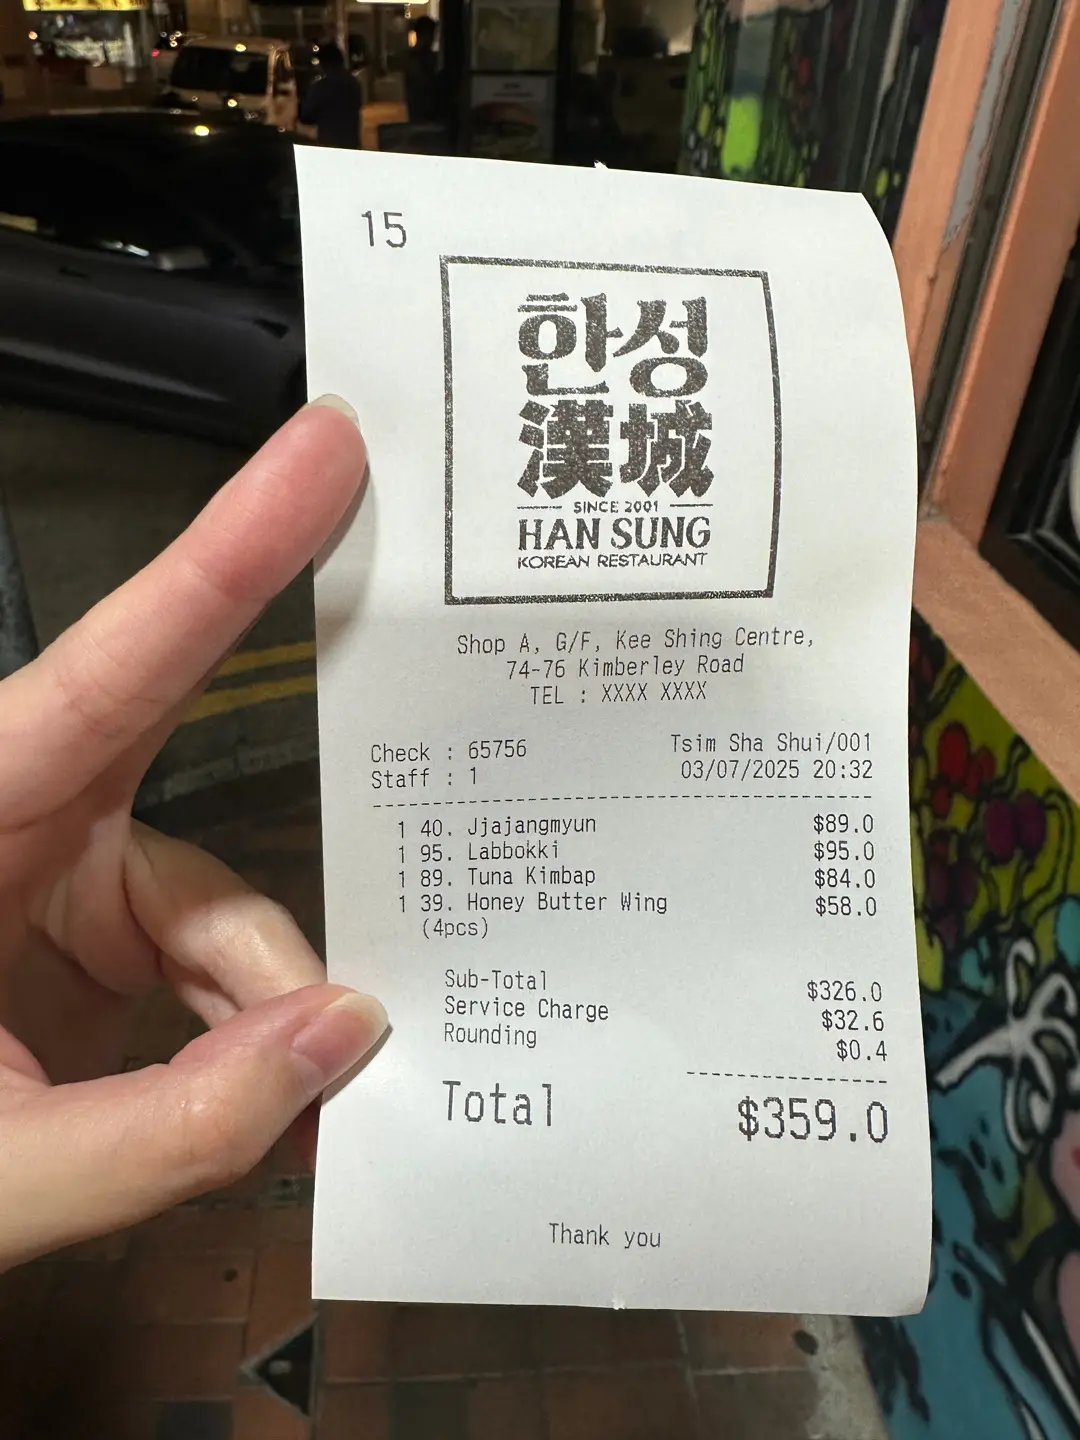 15
한성
漢城
SINCE 2001
HAN SUNG
KOREAN RESTAURANT
Shop A, G/F, Kee Shing Centre,
74-76 Kimberley Road
TEL : XXXX XXXX
Check : 65756 Tsim Sha Shui/001
Staff : 1 03/07/2025 20:32
1 40. Jjajangmyun $89.0
1 95. Labbokki $95.0
1 89. Tuna Kimbap $84.0
1 39. Honey Butter Wing $58.0
(4pcs)
Sub-Total $326.0
Service Charge $32.6
Rounding $0.4
Total $359.0
Thank you